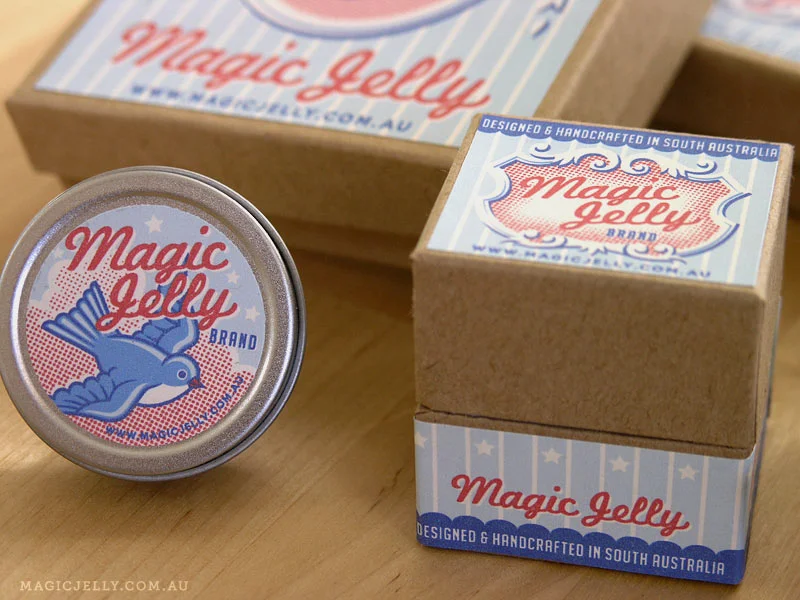 Magic Jelly
WWW.MAGICJELLY.COM.AU
DESIGNED & HANDCRAFTED IN SOUTH AUSTRALIA
Magic
Jelly
BRAND
WWW.MAGICJELLY.COM.AU
Magic
Jelly
BRAND
WWW.MAGICJELLY.COM.AU
Magic Jelly
DESIGNED & HANDCRAFTED IN SOUTH AUSTRALIA
MAGICJELLY.COM.AU